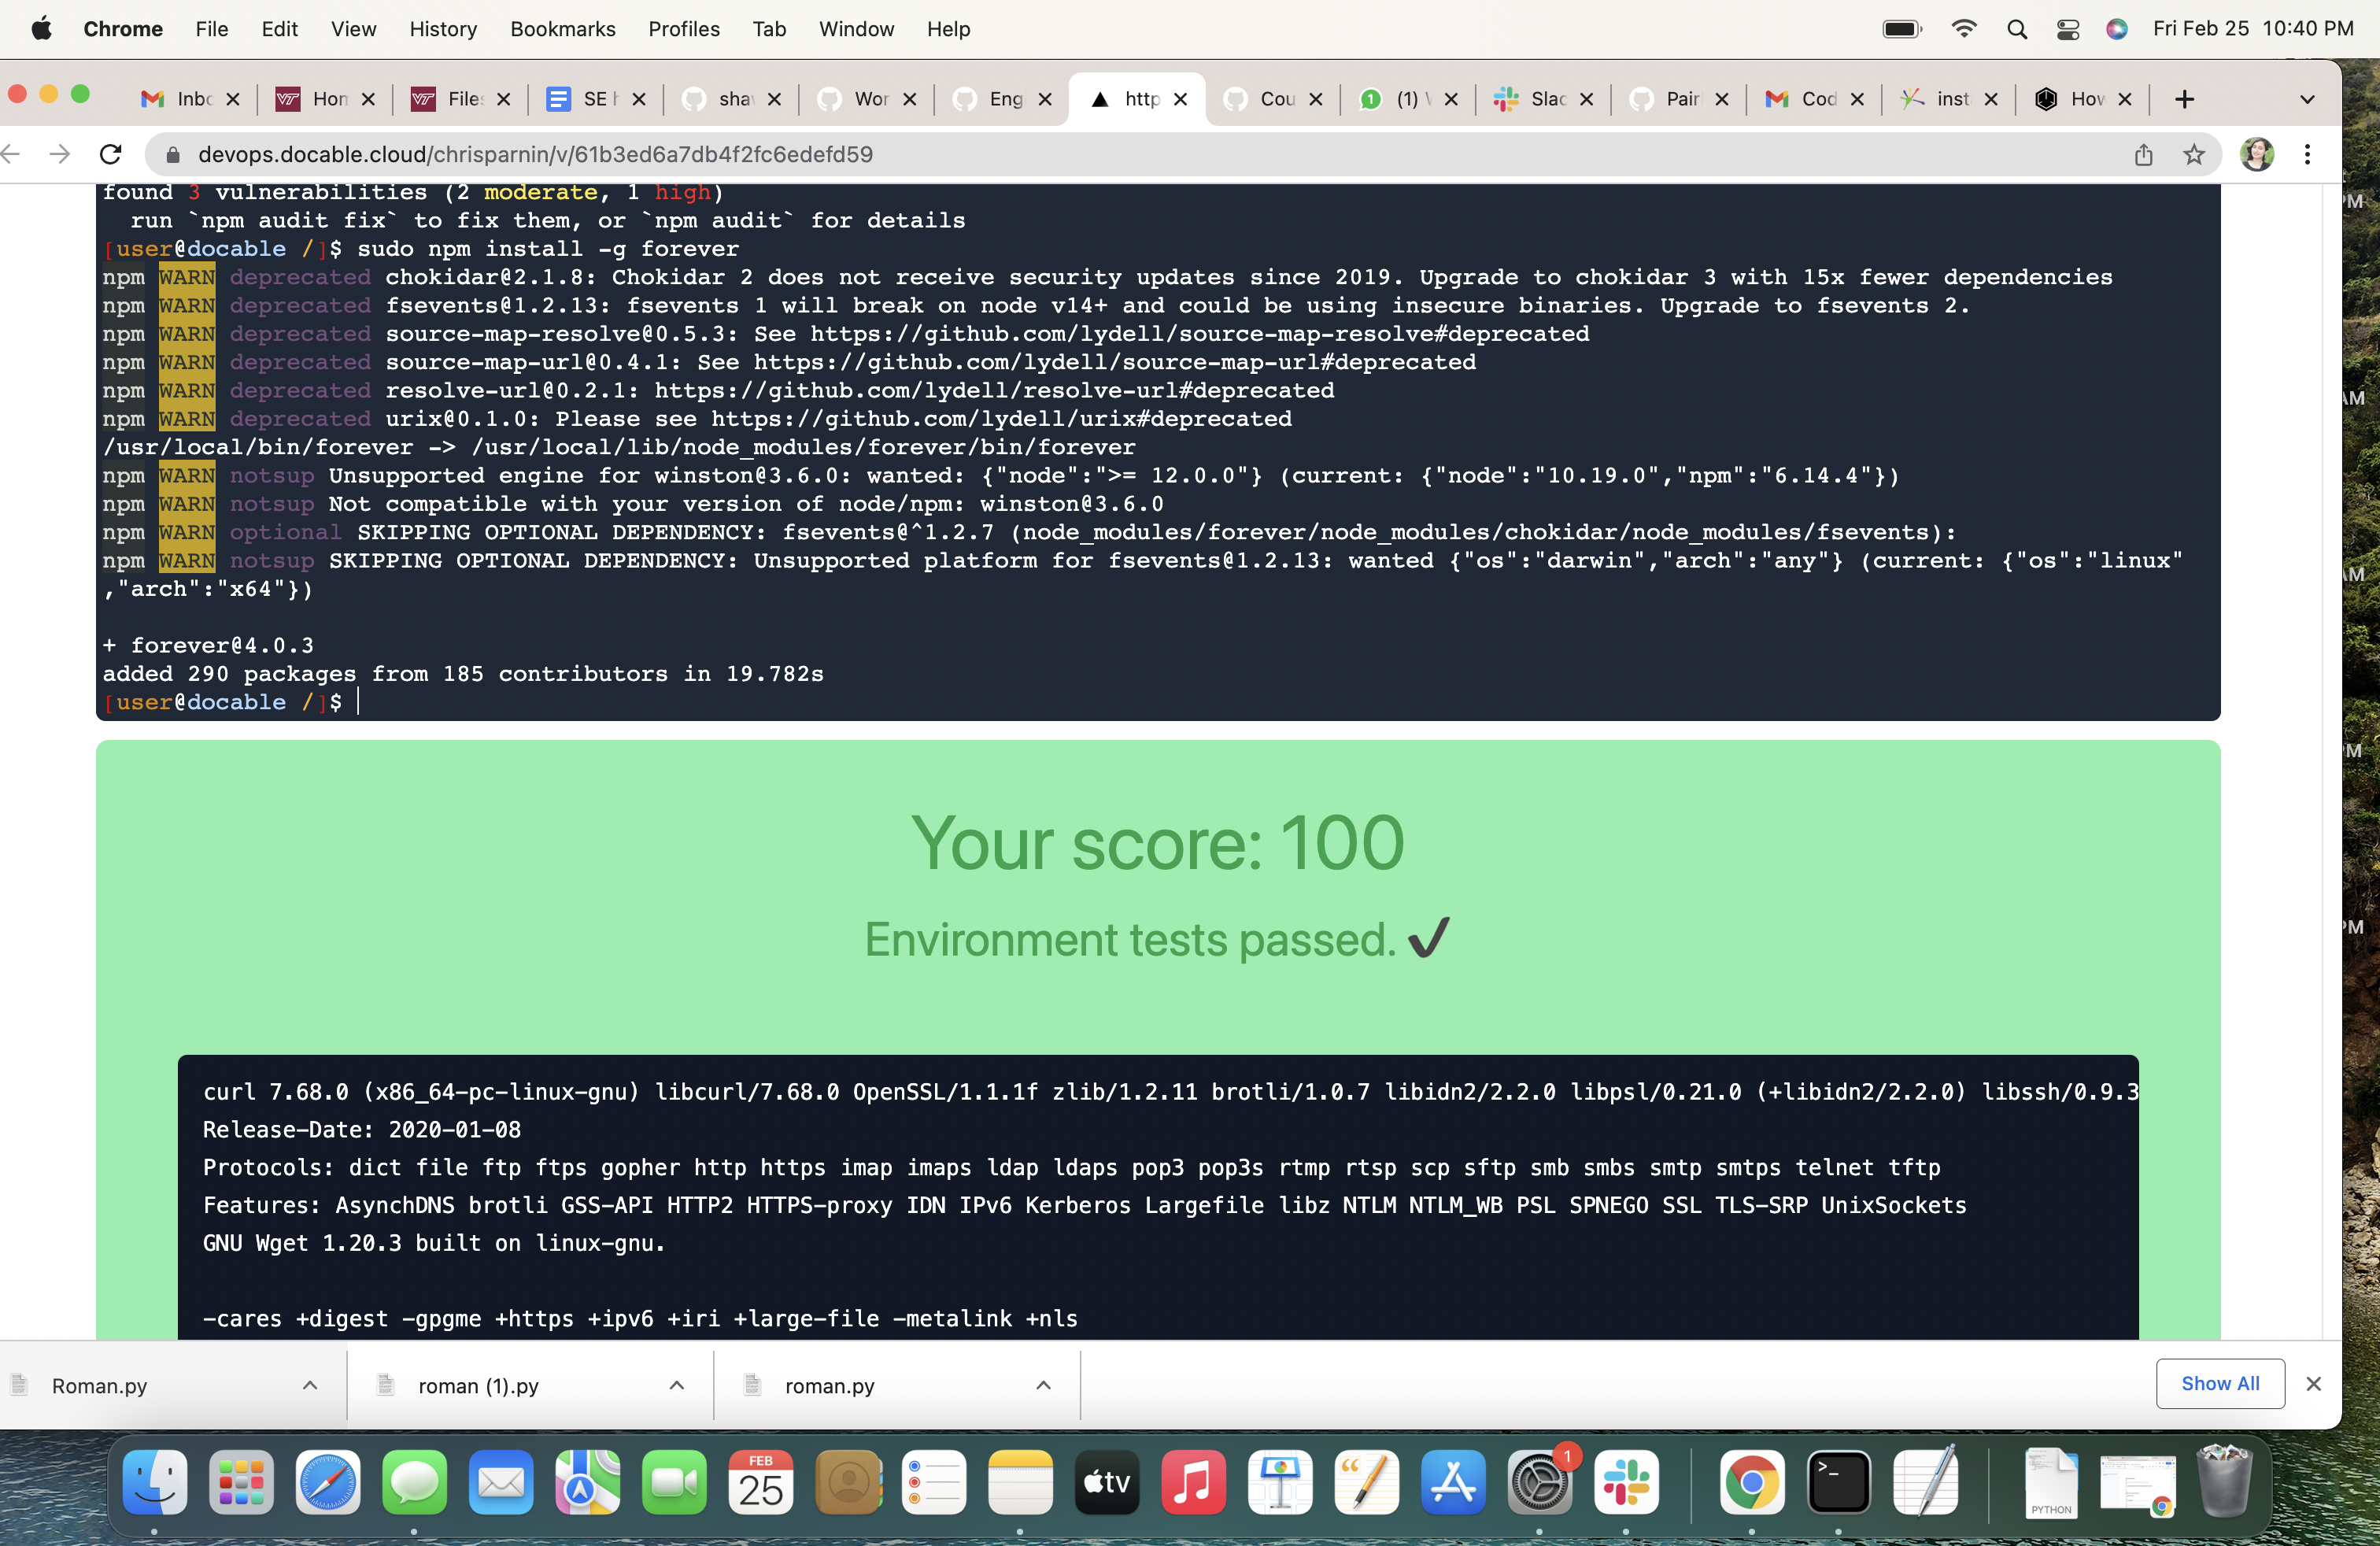 Chrome File Edit View History Bookmarks Profiles Tab Window Help Fri Feb 25 10:40 PM
Inbc Hon Files SE h sha Wor Eng http Cou 1 (1) Slac Pair Cod inst How
devops.docable.cloud/chrisparnin/v/61b3ed6a7db4f2fc6edefd59
found 3 vulnerabilities (2 moderate, 1 high)
run `npm audit fix` to fix them, or `npm audit` for details
[user@docable /]$ sudo npm install -g forever
npm WARN deprecated chokidar@2.1.8: Chokidar 2 does not receive security updates since 2019. Upgrade to chokidar 3 with 15x fewer dependencies
npm WARN deprecated fsevents@1.2.13: fsevents 1 will break on node v14+ and could be using insecure binaries. Upgrade to fsevents 2.
npm WARN deprecated source-map-resolve@0.5.3: See https://github.com/lydell/source-map-resolve#deprecated
npm WARN deprecated source-map-url@0.4.1: See https://github.com/lydell/source-map-url#deprecated
npm WARN deprecated resolve-url@0.2.1: https://github.com/lydell/resolve-url#deprecated
npm WARN deprecated urix@0.1.0: Please see https://github.com/lydell/urix#deprecated
/usr/local/bin/forever -> /usr/local/lib/node_modules/forever/bin/forever
npm WARN notsup Unsupported engine for winston@3.6.0: wanted: {"node":">= 12.0.0"} (current: {"node":"10.19.0","npm":"6.14.4"})
npm WARN notsup Not compatible with your version of node/npm: winston@3.6.0
npm WARN optional SKIPPING OPTIONAL DEPENDENCY: fsevents@^1.2.7 (node_modules/forever/node_modules/chokidar/node_modules/fsevents):
npm WARN notsup SKIPPING OPTIONAL DEPENDENCY: Unsupported platform for fsevents@1.2.13: wanted {"os":"darwin","arch":"any"} (current: {"os":"linux"
,"arch":"x64"})
+ forever@4.0.3
added 290 packages from 185 contributors in 19.782s
[user@docable /]$
Your score: 100
Environment tests passed. ✔
curl 7.68.0 (x86_64-pc-linux-gnu) libcurl/7.68.0 OpenSSL/1.1.1f zlib/1.2.11 brotli/1.0.7 libidn2/2.2.0 libpsl/0.21.0 (+libidn2/2.2.0) libssh/0.9.3
Release-Date: 2020-01-08
Protocols: dict file ftp ftps gopher http https imap imaps ldap ldaps pop3 pop3s rtmp rtsp scp sftp smb smbs smtp smtps telnet tftp
Features: AsynchDNS brotli GSS-API HTTP2 HTTPS-proxy IDN IPv6 Kerberos Largefile libz NTLM NTLM_WB PSL SPNEGO SSL TLS-SRP UnixSockets
GNU Wget 1.20.3 built on linux-gnu.
-cares +digest -gpgme +https +ipv6 +iri +large-file -metalink +nls
Roman.py roman (1).py roman.py Show All
FEB
25
tv
1
PYTHON